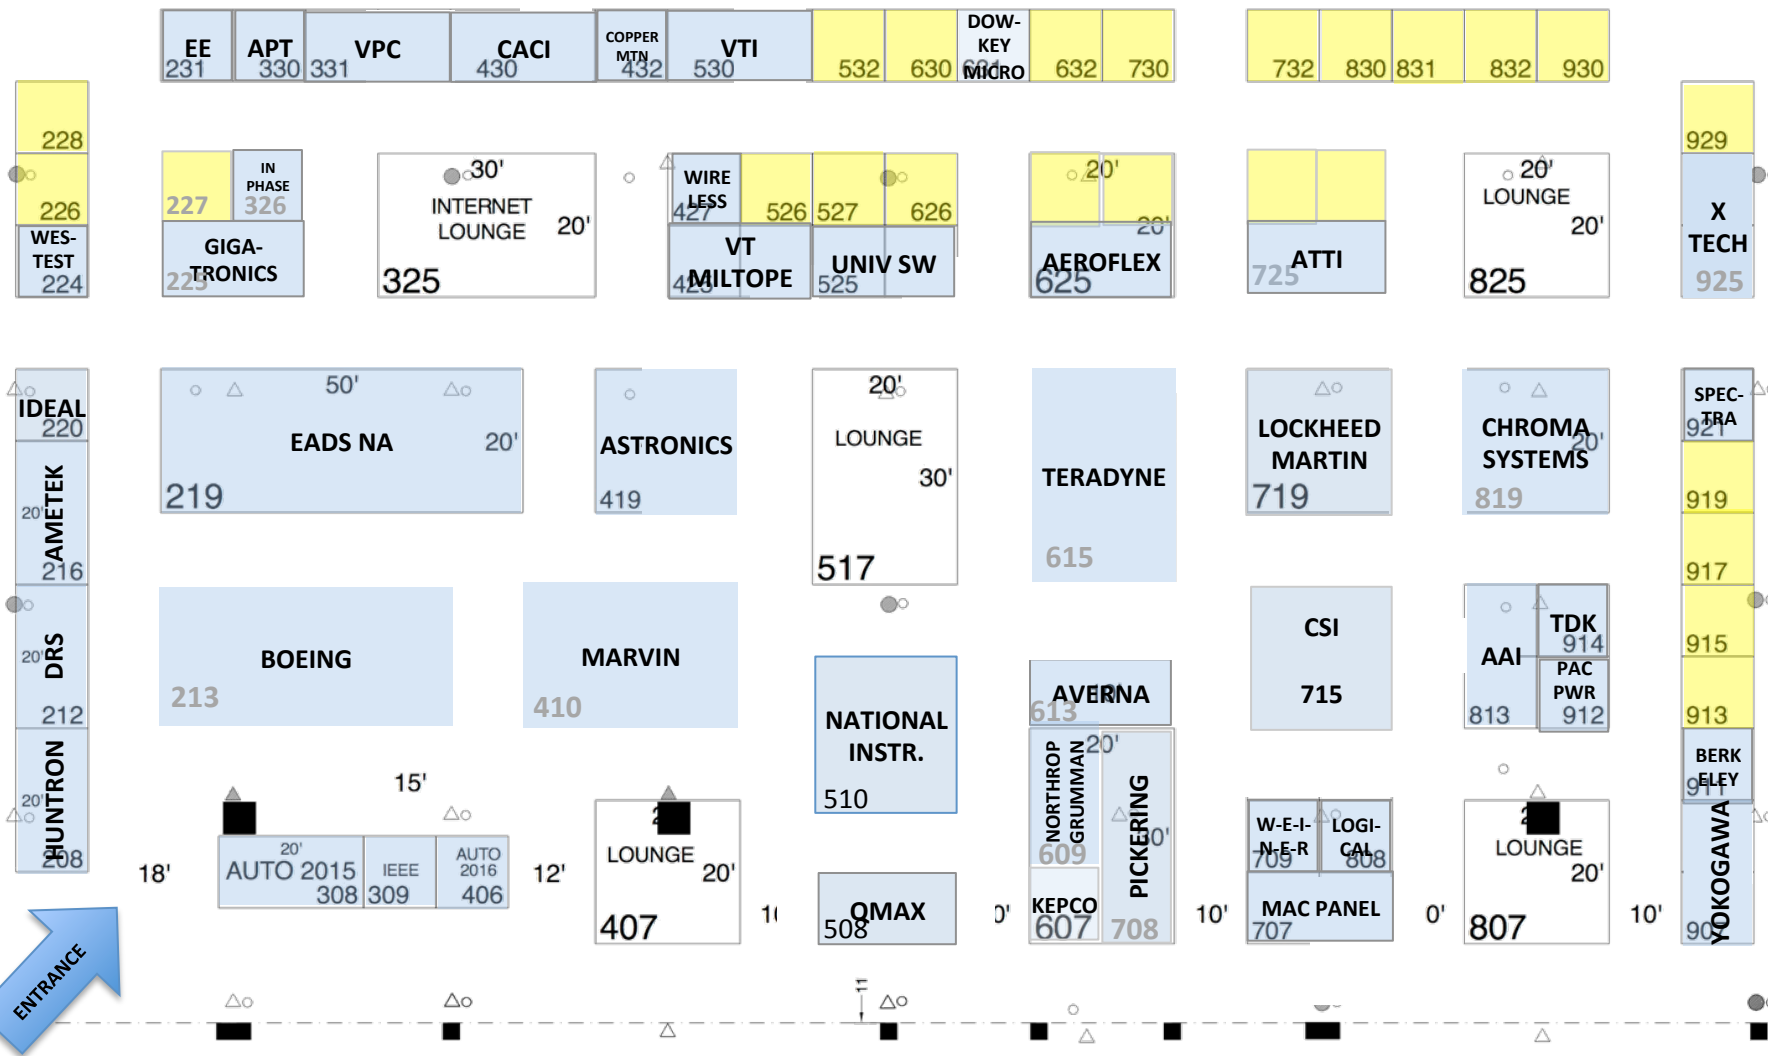 EE
231
APT
330
VPC
331
CACI
430
COPPER
MTN
432
VTI
530
532
630
DOW-
KEY
MICRO
632
730
732
830
831
832
930
228
226
WES-
TEST
224
227
IN
PHASE
326
GIGA-
TRONICS
225
30'
INTERNET
LOUNGE
20'
325
WIRE
LESS
427
526
527
626
VT
MILTOPE
UNIV SW
525
20'
20'
AEROFLEX
625
ATTI
725
20'
LOUNGE
20'
825
929
X
TECH
925
IDEAL
220
20'
AMETEK
216
20'
DRS
212
20'
HUNTRON
208
50'
EADS NA
20'
219
ASTRONICS
419
20'
LOUNGE
30'
517
TERADYNE
615
LOCKHEED
MARTIN
719
CHROMA
SYSTEMS
20'
819
SPEC-
TRA
921
919
917
915
913
BERK
ELEY
911
YOKOGAWA
BOEING
213
MARVIN
410
NATIONAL
INSTR.
510
AVERNA
613
NORTHROP
GRUMMAN
609
20'
PICKERING
30'
708
KEPCO
607
CSI
715
AAI
813
TDK
914
PAC
PWR
912
15'
18'
20'
AUTO 2015
308
IEEE
309
AUTO
2016
406
12'
LOUNGE
20'
407
QMAX
508
0'
10'
W-E-I-
N-E-R
709
LOGI-
CAL
808
MAC PANEL
707
0'
LOUNGE
20'
807
10'
ENTRANCE
11